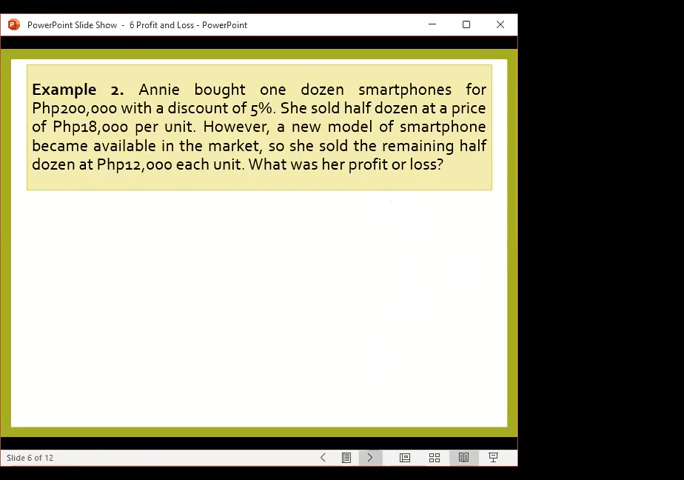 PowerPoint Slide Show - 6 Profit and Loss - PowerPoint
Example 2. Annie bought one dozen smartphones for
Php200,000 with a discount of 5%. She sold half dozen at a price
of Php18,000 per unit. However, a new model of smartphone
became available in the market, so she sold the remaining half
dozen at Php12,000 each unit. What was her profit or loss?
Slide 6 of 12